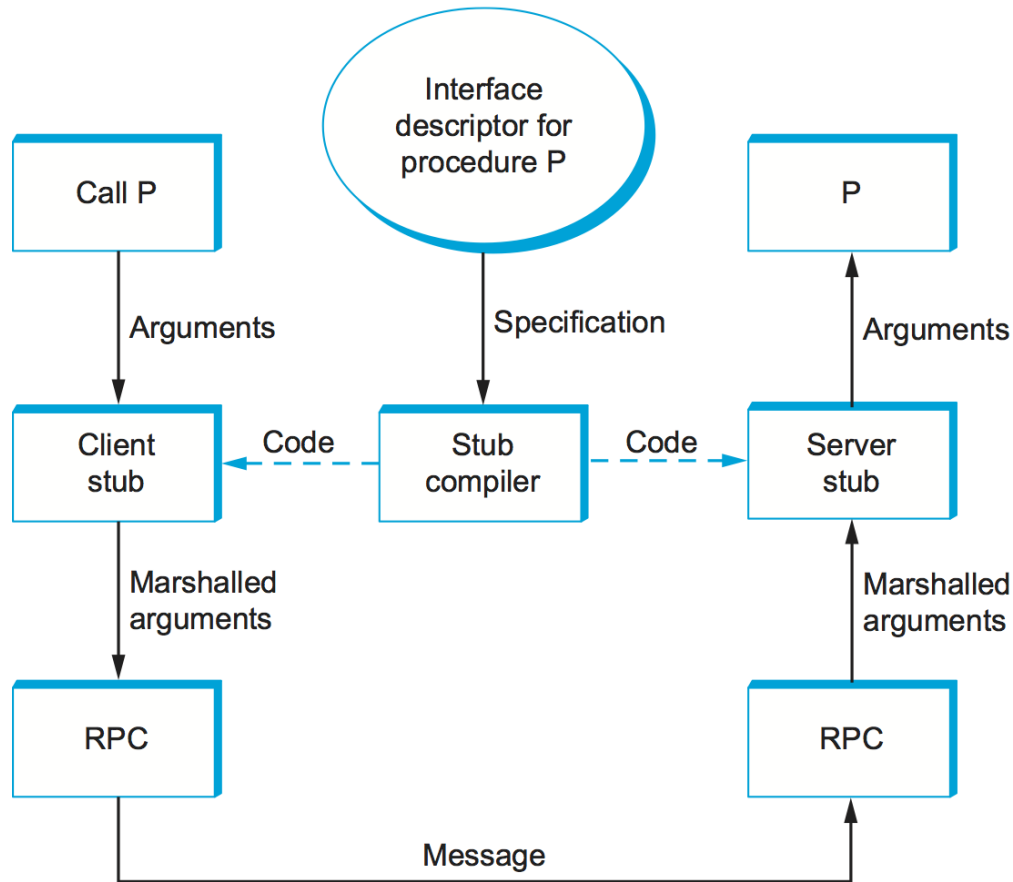 Interface
descriptor for
procedure P
Call P
P
Arguments
Specification
Arguments
Client
stub
Code
Stub
compiler
Code
Server
stub
Marshalled
arguments
Marshalled
arguments
RPC
RPC
Message